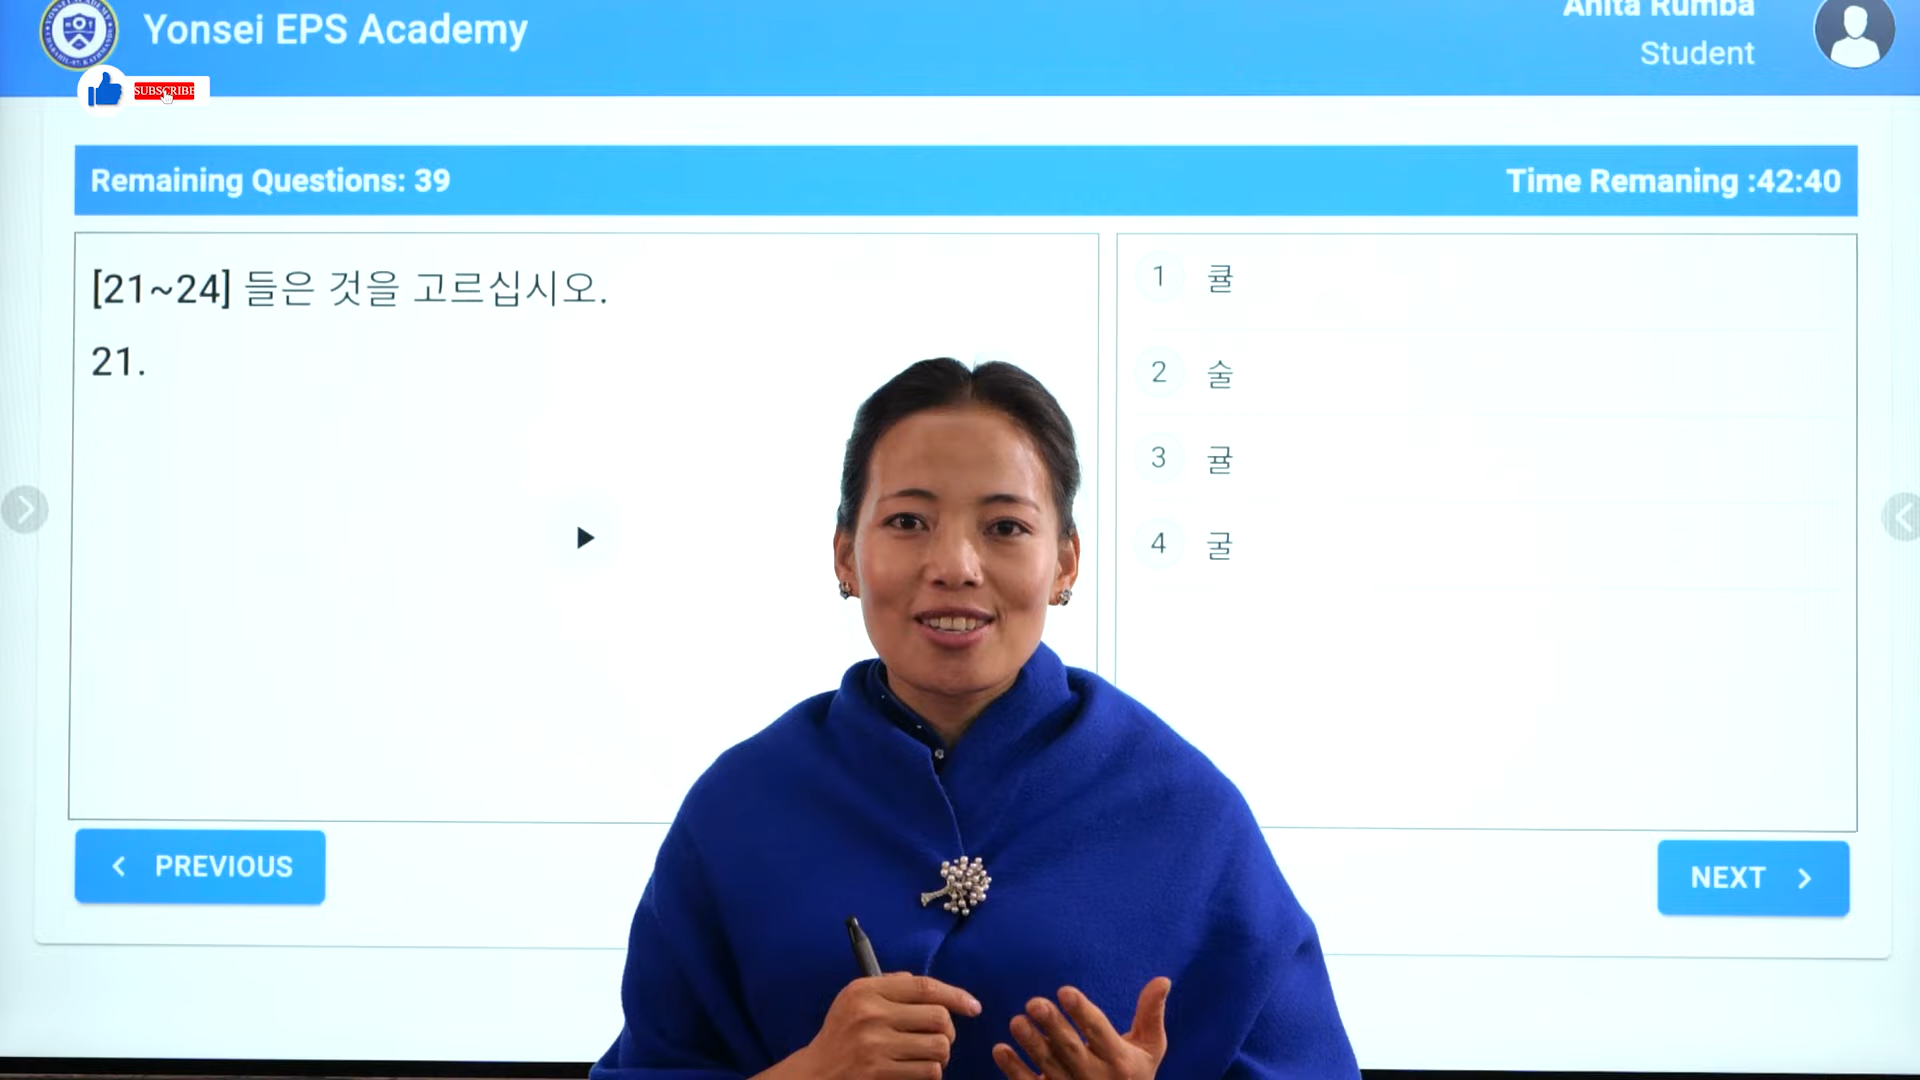 Yonsei EPS Academy
Anita Rumba
Student
SUBSCRIBE
Remaining Questions: 39
Time Remaning :42:40
[21~24] 들은 것을 고르십시오.
21.
1 큘
2 술
3 귤
4 굴
PREVIOUS
NEXT